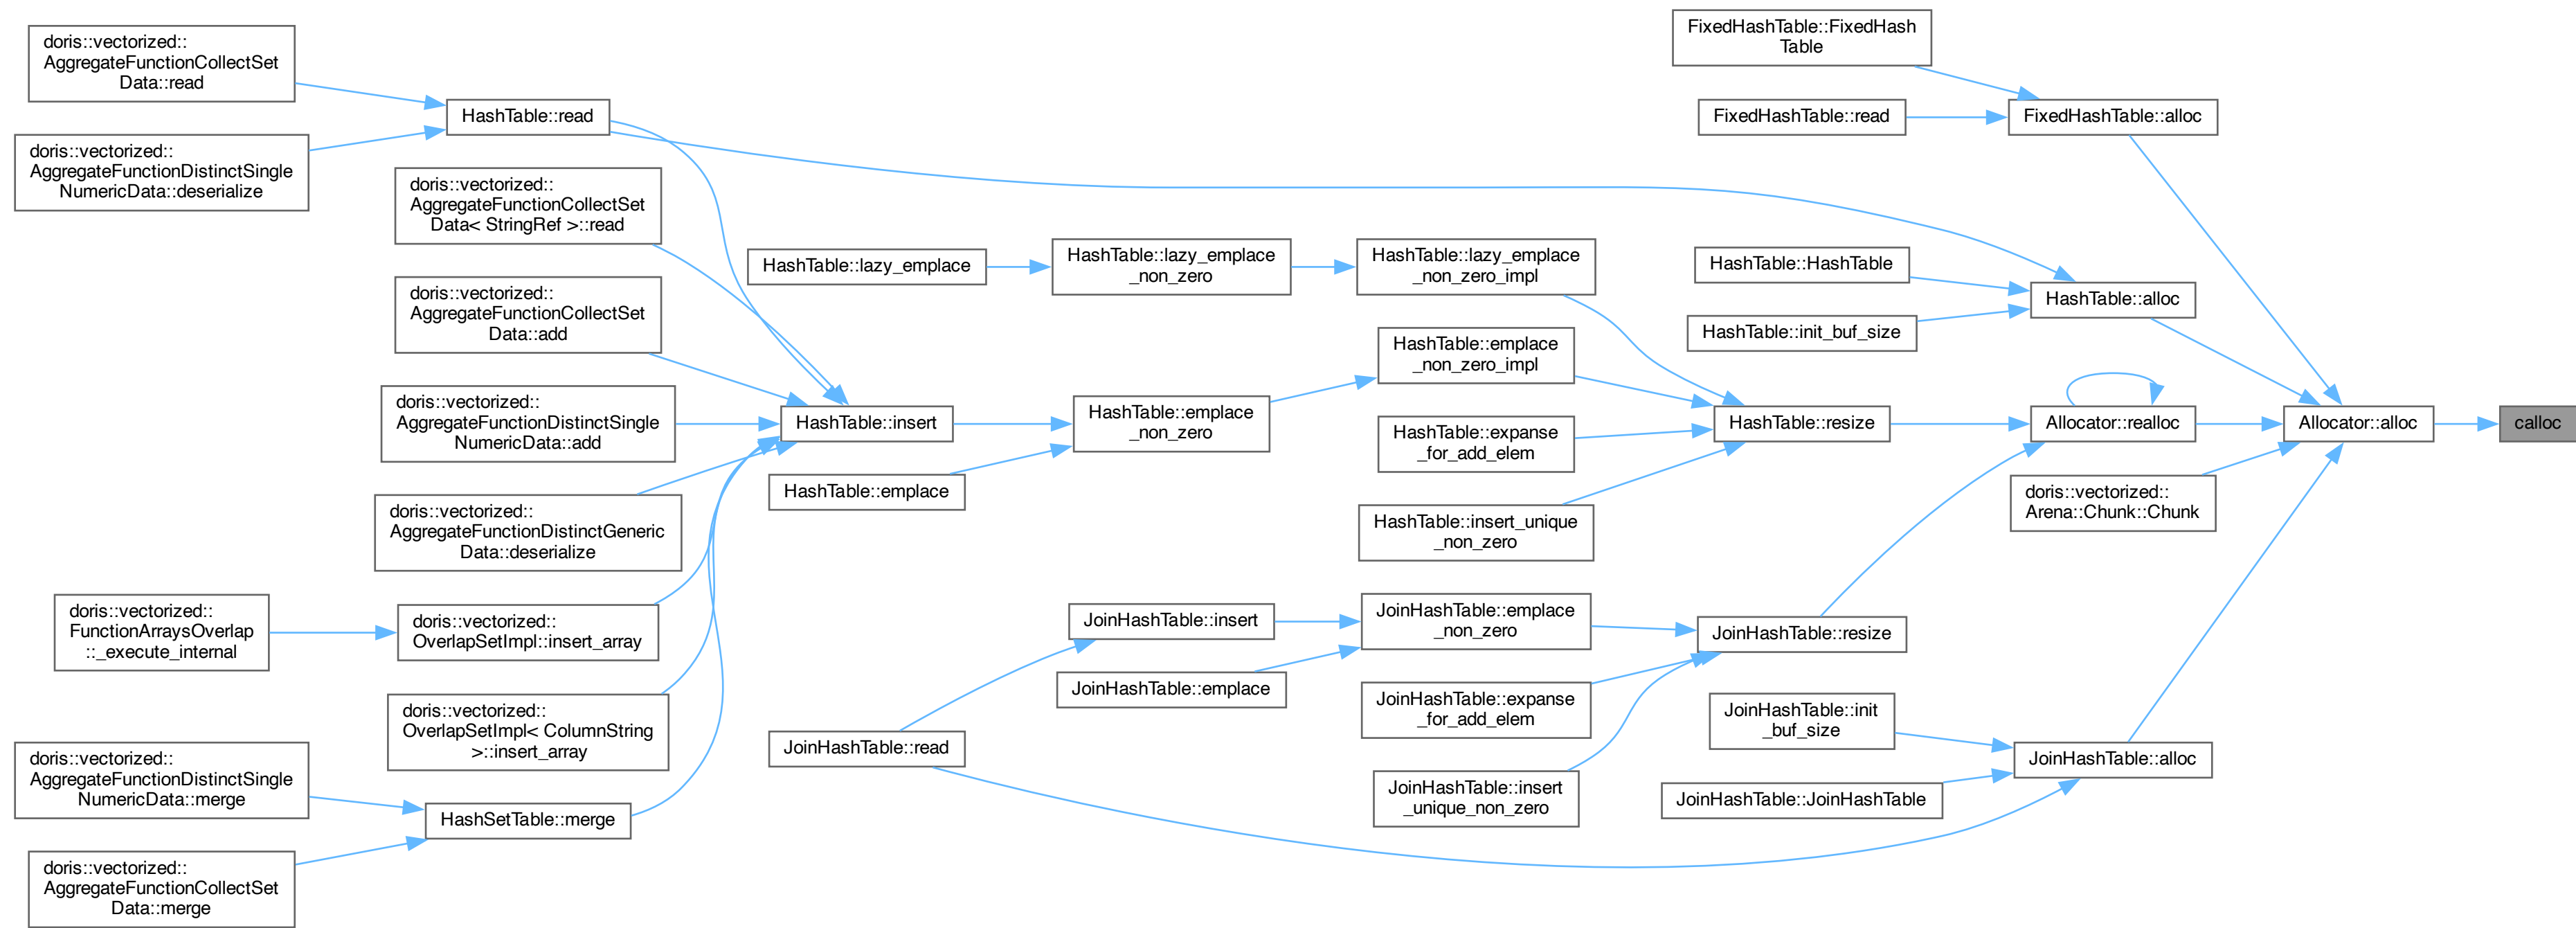 doris::vectorized::
AggregateFunctionCollectSet
Data::read
doris::vectorized::
AggregateFunctionDistinctSingle
NumericData::deserialize
HashTable::read
doris::vectorized::
AggregateFunctionCollectSet
Data< StringRef >::read
doris::vectorized::
AggregateFunctionCollectSet
Data::add
doris::vectorized::
AggregateFunctionDistinctSingle
NumericData::add
doris::vectorized::
AggregateFunctionDistinctGeneric
Data::deserialize
doris::vectorized::
FunctionArraysOverlap
::_execute_internal
doris::vectorized::
OverlapSetImpl::insert_array
doris::vectorized::
OverlapSetImpl< ColumnString
>::insert_array
doris::vectorized::
AggregateFunctionDistinctSingle
NumericData::merge
doris::vectorized::
AggregateFunctionCollectSet
Data::merge
HashSetTable::merge
HashTable::lazy_emplace
HashTable::insert
HashTable::emplace
JoinHashTable::read
HashTable::lazy_emplace
_non_zero
HashTable::emplace
_non_zero
JoinHashTable::insert
JoinHashTable::emplace
HashTable::lazy_emplace
_non_zero_impl
HashTable::emplace
_non_zero_impl
HashTable::expanse
_for_add_elem
HashTable::insert_unique
_non_zero
JoinHashTable::emplace
_non_zero
JoinHashTable::expanse
_for_add_elem
JoinHashTable::insert
_unique_non_zero
FixedHashTable::FixedHash
Table
FixedHashTable::read
HashTable::HashTable
HashTable::init_buf_size
HashTable::resize
JoinHashTable::resize
JoinHashTable::init
_buf_size
JoinHashTable::JoinHashTable
FixedHashTable::alloc
HashTable::alloc
Allocator::realloc
doris::vectorized::
Arena::Chunk::Chunk
JoinHashTable::alloc
Allocator::alloc
calloc